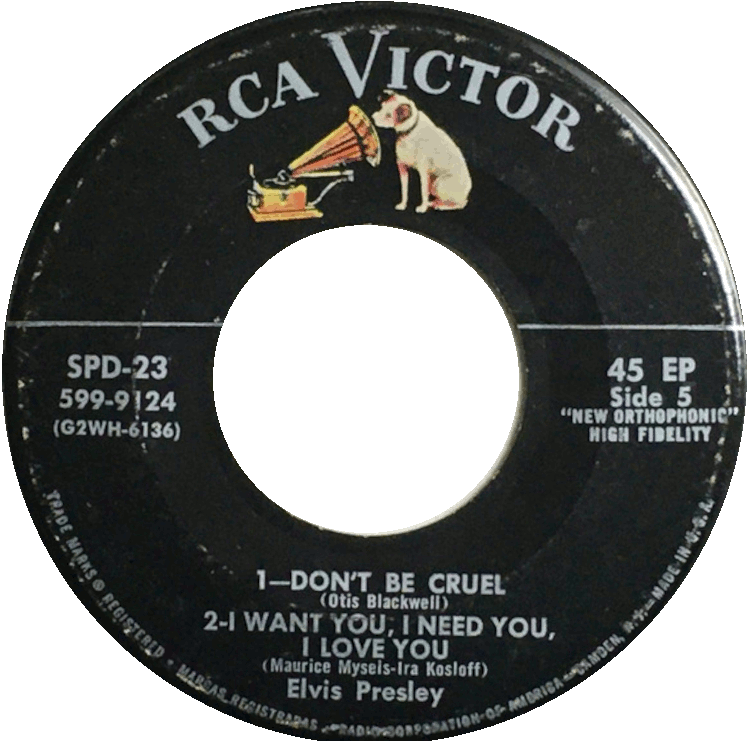 RCA VICTOR
SPD-23
599-9124
(G2WH-6136)
45 EP
Side 5
"NEW ORTHOPHONIC"
HIGH FIDELITY
1—DON'T BE CRUEL
(Otis Blackwell)
2-I WANT YOU, I NEED YOU,
I LOVE YOU
(Maurice Myseis-Ira Kosloff)
Elvis Presley
TRADE MARKS ® REGISTERED • MARCAS REGISTRADAS • RADIO CORPORATION OF AMERICA — CAMDEN, N. J. — MADE IN U.S.A.